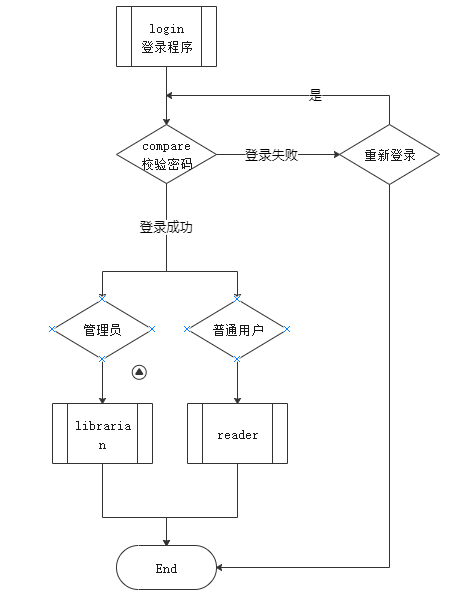 login
登录程序
是
compare
校验密码
登录失败
重新登录
登录成功
管理员
普通用户
libraria
n
reader
End